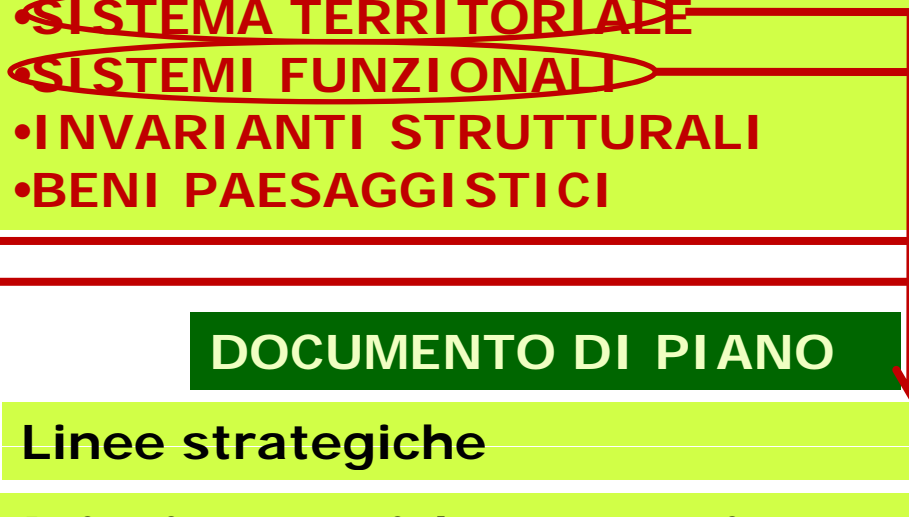 •SISTEMA TERRITORIALE
•SISTEMI FUNZIONALI
•INVARIANTI STRUTTURALI
•BENI PAESAGGISTICI
DOCUMENTO DI PIANO
Linee strategiche